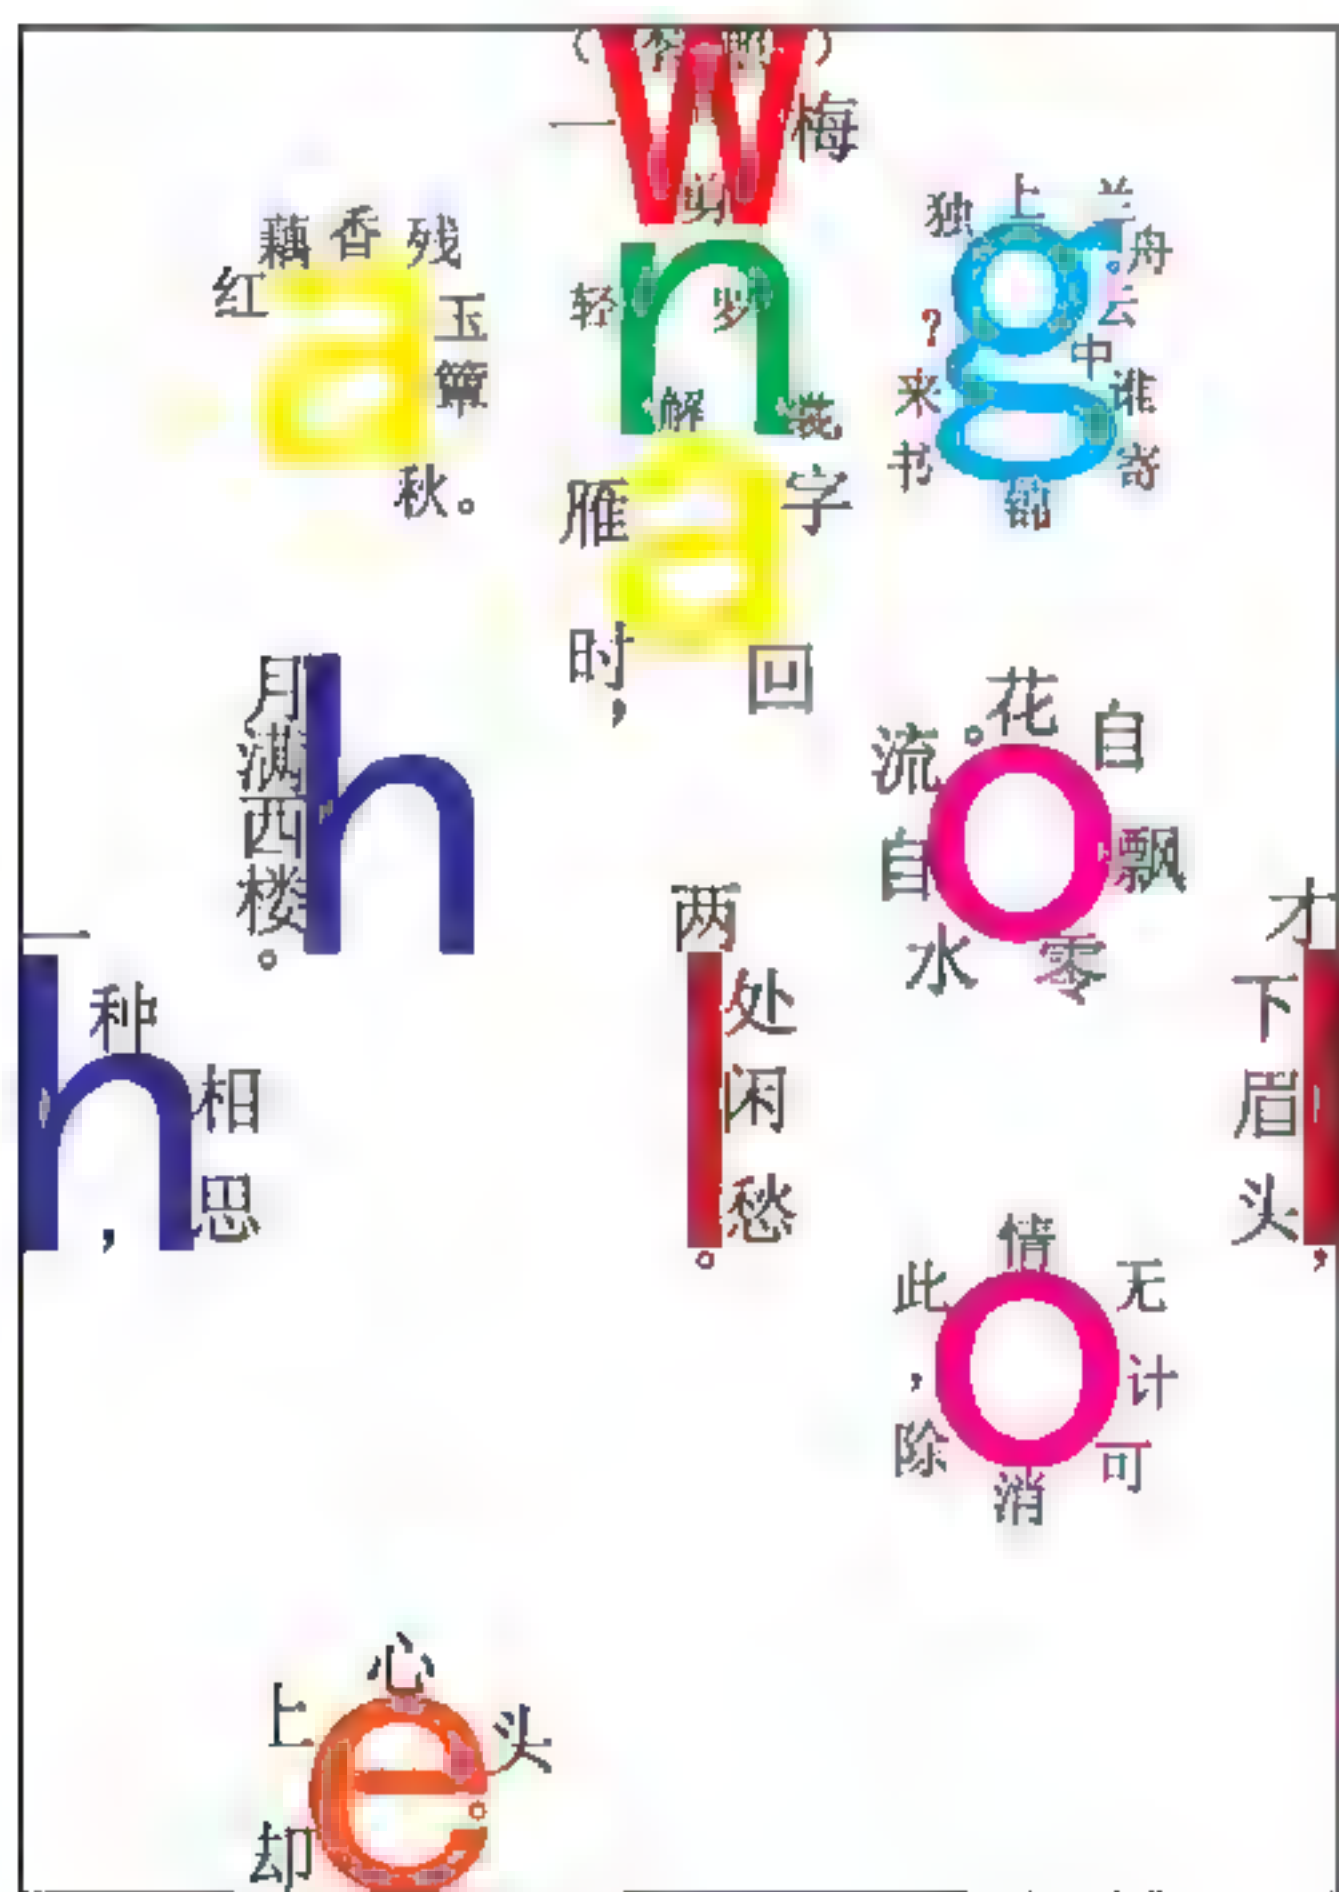 W
一
剪
梅
a
红藕香残玉簟秋。
n
轻解罗裳
g
独上兰舟。云中谁寄锦书来?
a
雁字回时,
h
月满西楼。
o
花自飘零水自流。
h
一种相思,
l
两处闲愁。
l
才下眉头,
o
此情无计可消除,
e
却上心头。